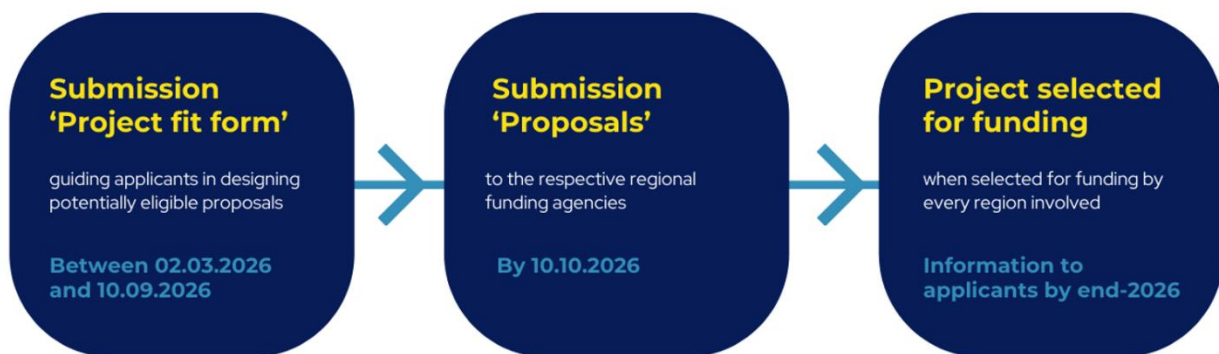 Submission
‘Project fit form’
guiding applicants in designing
potentially eligible proposals
Between 02.03.2026
and 10.09.2026
Submission
‘Proposals’
to the respective regional
funding agencies
By 10.10.2026
Project selected
for funding
when selected for funding by
every region involved
Information to
applicants by end-2026